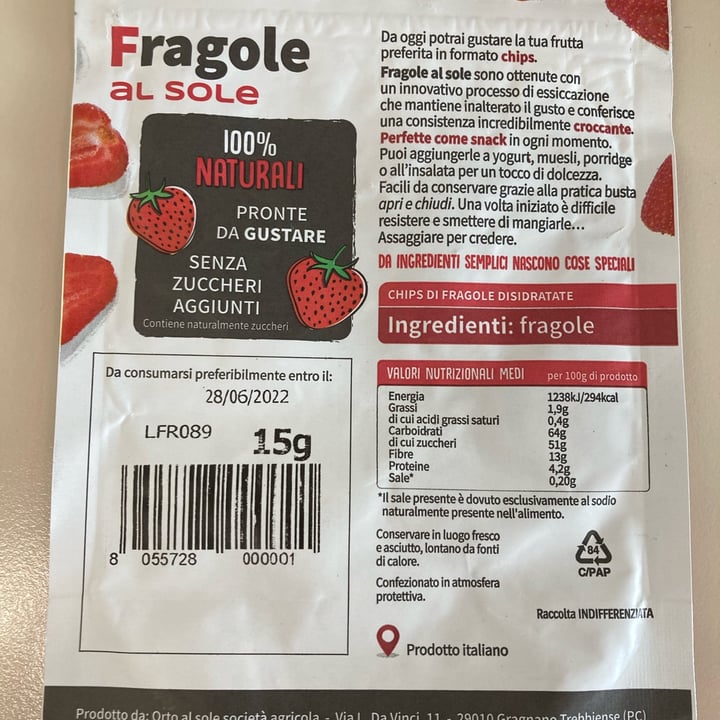 Fragole
AL SOLE
100%
NATURALI
PRONTE
DA GUSTARE
SENZA
ZUCCHERI
AGGIUNTI
Contiene naturalmente zuccheri
Da consumarsi preferibilmente entro il:
28/06/2022
LFR089 15g
8 055728 000001
Da oggi potrai gustare la tua frutta
preferita in formato chips.
Fragole al sole sono ottenute con
un innovativo processo di essiccazione
che mantiene inalterato il gusto e conferisce
una consistenza incredibilmente croccante.
Perfette come snack in ogni momento.
Puoi aggiungerle a yogurt, muesli, porridge
o all'insalata per un tocco di dolcezza.
Facili da conservare grazie alla pratica busta
apri e chiudi. Una volta iniziato è difficile
resistere e smettere di mangiarle...
Assaggiare per credere.
DA INGREDIENTI SEMPLICI NASCONO COSE SPECIALI
CHIPS DI FRAGOLE DISIDRATATE
Ingredienti: fragole
VALORI NUTRIZIONALI MEDI per 100g di prodotto
Energia 1238kJ/294kcal
Grassi 1,9g
di cui acidi grassi saturi 0,4g
Carboidrati 64g
di cui zuccheri 51g
Fibre 13g
Proteine 4,2g
Sale* 0,20g
*Il sale presente è dovuto esclusivamente al sodio
naturalmente presente nell'alimento.
Conservare in luogo fresco
e asciutto, lontano da fonti
di calore.
Confezionato in atmosfera
protettiva.
84
C/PAP
Raccolta INDIFFERENZIATA
Prodotto italiano
Prodotto da: Orto al sole società agricola - Via L. Da Vinci, 11 - 29010 Gragnano Trebbiense (PC)